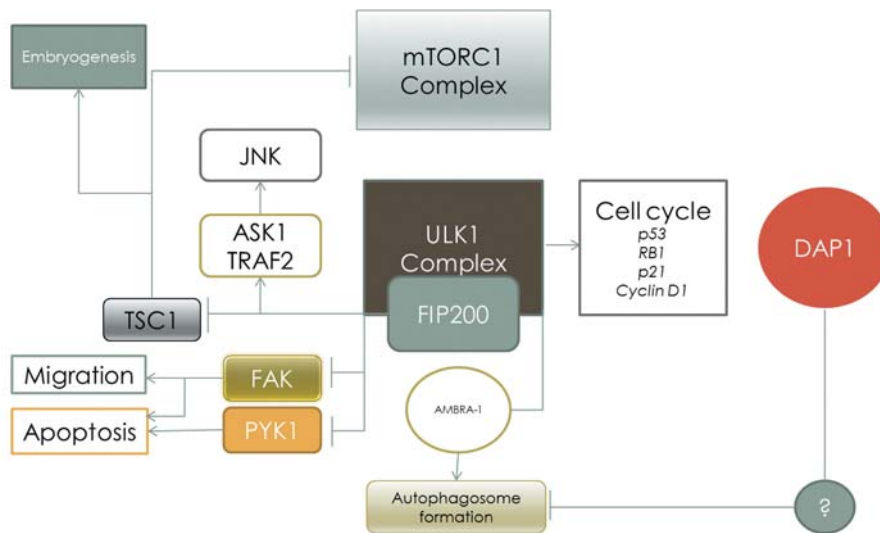 Embryogenesis
mTORC1
Complex
JNK
ASK1
TRAF2
ULK1
Complex
FIP200
Cell cycle
p53
RB1
p21
Cyclin D1
DAP1
TSC1
Migration
FAK
Apoptosis
PYK1
AMBRA-1
Autophagosome
formation
?